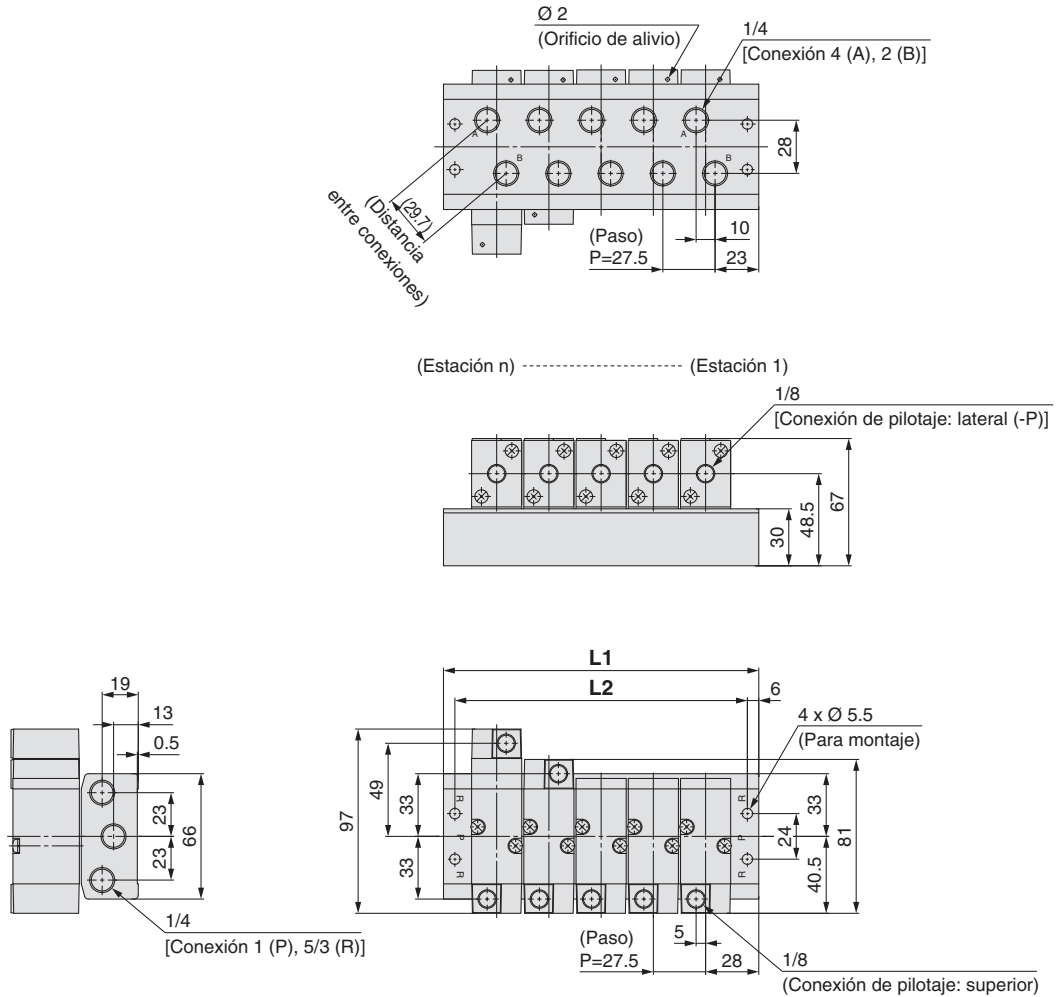 Ø 2
(Orificio de alivio)
1/4
[Conexión 4 (A), 2 (B)]
A
A
B
B
28
(29.7)
(Distancia
entre conexiones)
(Paso)
P=27.5
10
23
(Estación n)
(Estación 1)
1/8
[Conexión de pilotaje: lateral (-P)]
30
48.5
67
L1
L2
6
19
13
0.5
4 x Ø 5.5
(Para montaje)
97
49
33
33
R
P
R
R
P
R
33
24
40.5
81
23
23
66
1/4
[Conexión 1 (P), 5/3 (R)]
(Paso)
P=27.5
5
28
1/8
(Conexión de pilotaje: superior)